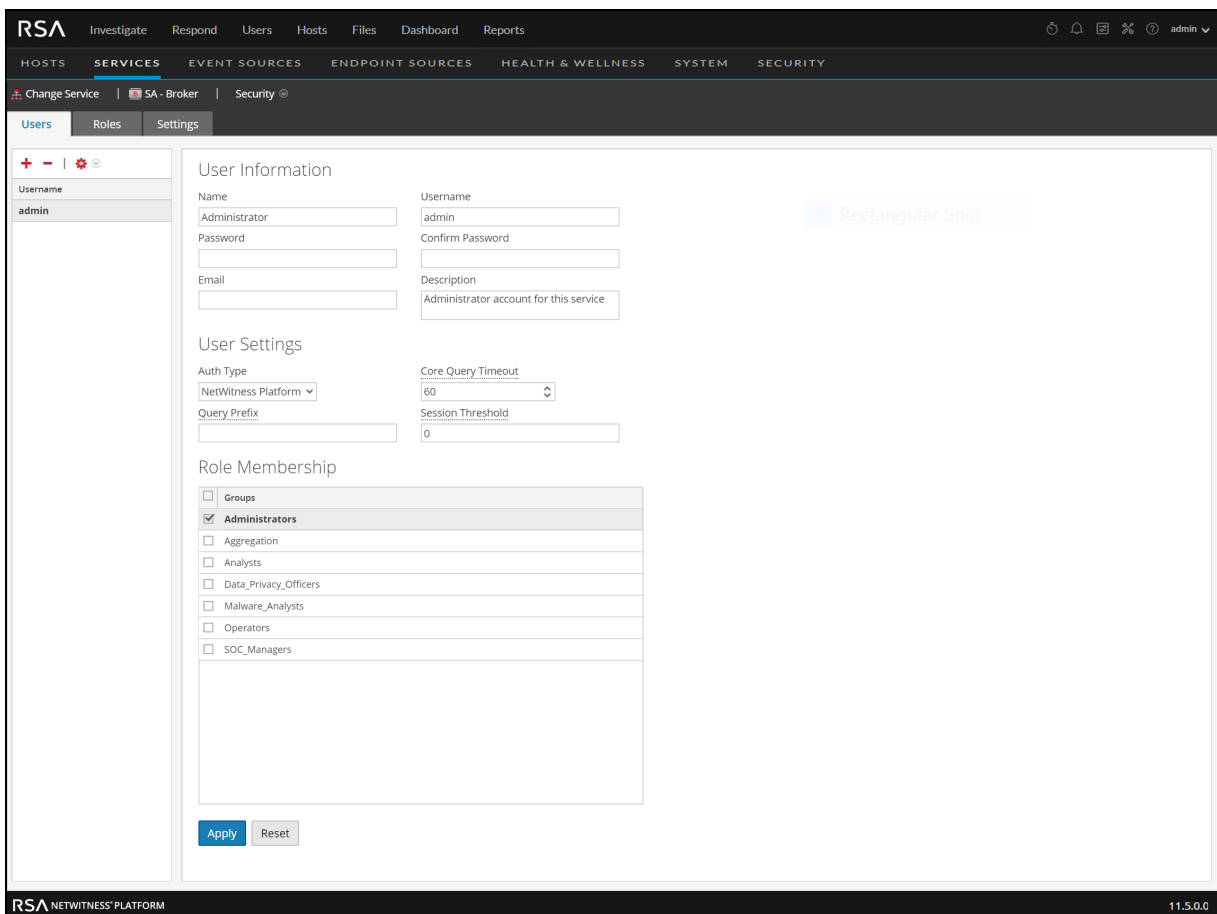 RSA Investigate Respond Users Hosts Files Dashboard Reports admin
HOSTS SERVICES EVENT SOURCES ENDPOINT SOURCES HEALTH & WELLNESS SYSTEM SECURITY
Change Service | SA - Broker | Security
Users Roles Settings
Username
admin
User Information
Name Username
Administrator admin
Password Confirm Password
Email Description
Administrator account for this service
User Settings
Auth Type Core Query Timeout
NetWitness Platform 60
Query Prefix Session Threshold
0
Role Membership
Groups
Administrators
Aggregation
Analysts
Data_Privacy_Officers
Malware_Analysts
Operators
SOC_Managers
Apply Reset
Rectangular Snip
RSA NETWITNESS® PLATFORM 11.5.0.0